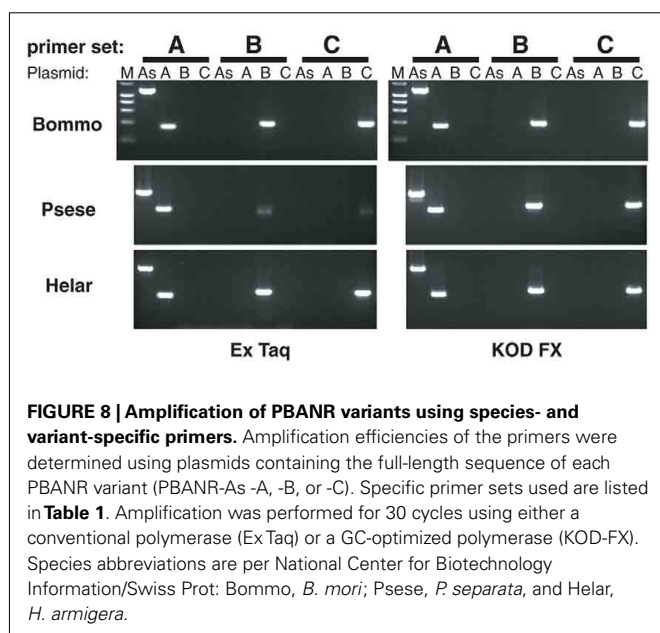 primer set: A B C A B C
Plasmid: M As A B C As A B C As A B C M As A B C As A B C As A B C
Bommo
Psese
Helar
Ex Taq KOD FX
FIGURE 8 | Amplification of PBANR variants using species- and
variant-specific primers. Amplification efficiencies of the primers were
determined using plasmids containing the full-length sequence of each
PBANR variant (PBANR-As -A, -B, or -C). Specific primer sets used are listed
in Table 1. Amplification was performed for 30 cycles using either a
conventional polymerase (Ex Taq) or a GC-optimized polymerase (KOD-FX).
Species abbreviations are per National Center for Biotechnology
Information/Swiss Prot: Bommo, B. mori; Psese, P. separata, and Helar,
H. armigera.